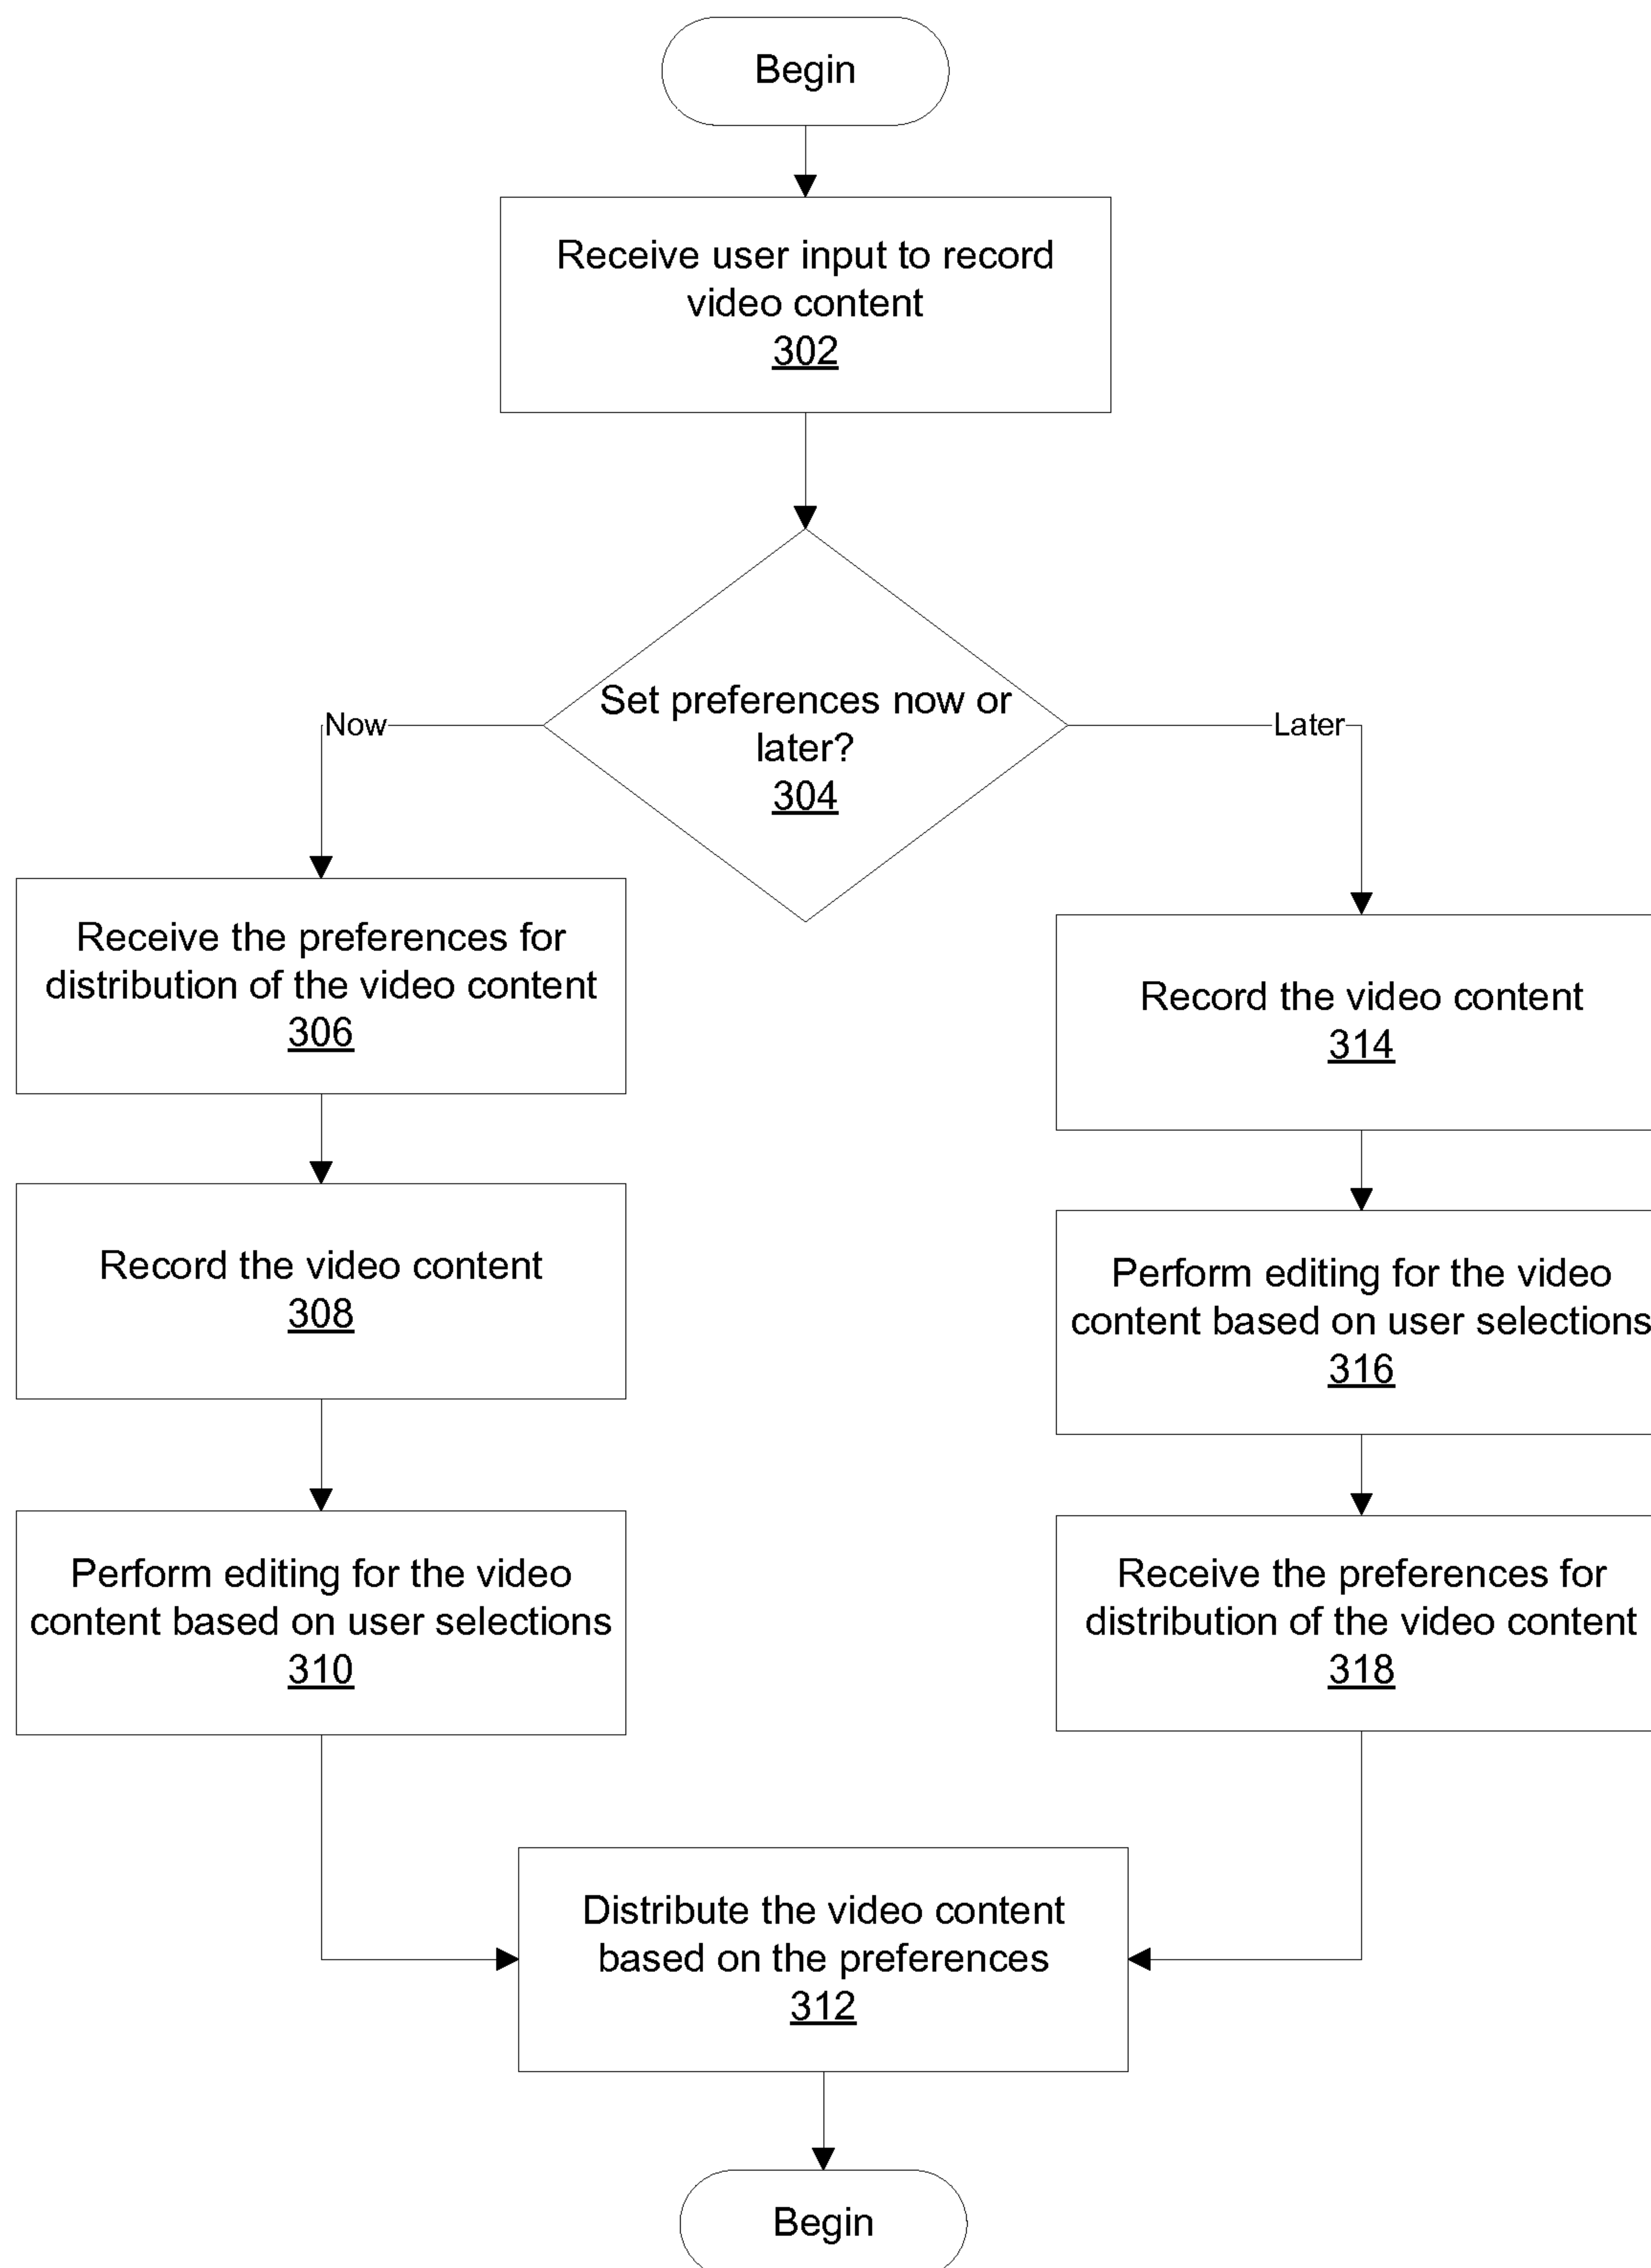 Begin
Receive user input to record
video content
302
Set preferences now or
later?
304
Now
Later
Receive the preferences for
distribution of the video content
306
Record the video content
308
Perform editing for the video
content based on user selections
310
Record the video content
314
Perform editing for the video
content based on user selections
316
Receive the preferences for
distribution of the video content
318
Distribute the video content
based on the preferences
312
Begin